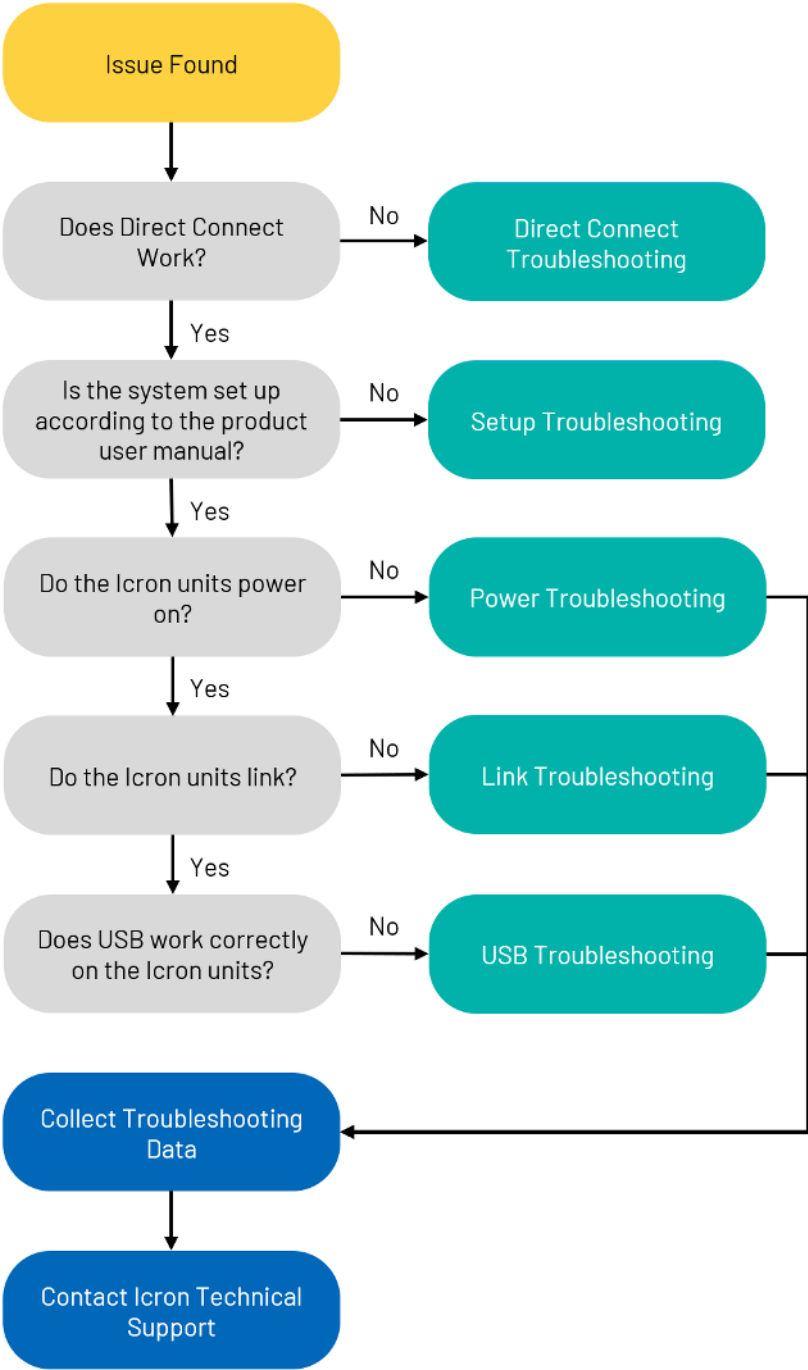 Issue Found
Does Direct Connect
Work?
No
Direct Connect
Troubleshooting
Yes
Is the system set up
according to the product
user manual?
No
Setup Troubleshooting
Yes
Do the Icron units power
on?
No
Power Troubleshooting
Yes
Do the Icron units link?
No
Link Troubleshooting
Yes
Does USB work correctly
on the Icron units?
No
USB Troubleshooting
Collect Troubleshooting
Data
Contact Icron Technical
Support